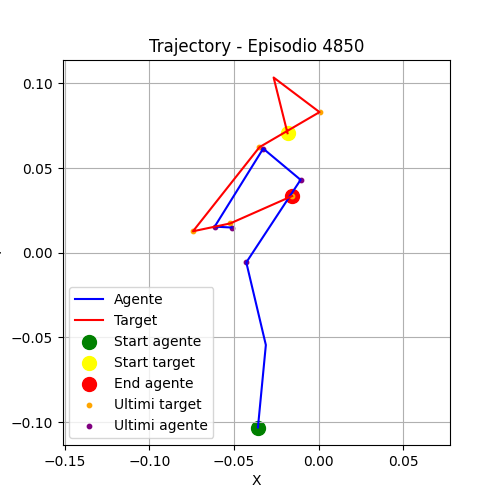 Trajectory - Episodio 4850
0.10
0.05
0.00
−0.05
−0.10
Agente
Target
Start agente
Start target
End agente
Ultimi target
Ultimi agente
−0.15
−0.10
−0.05
0.00
0.05
X